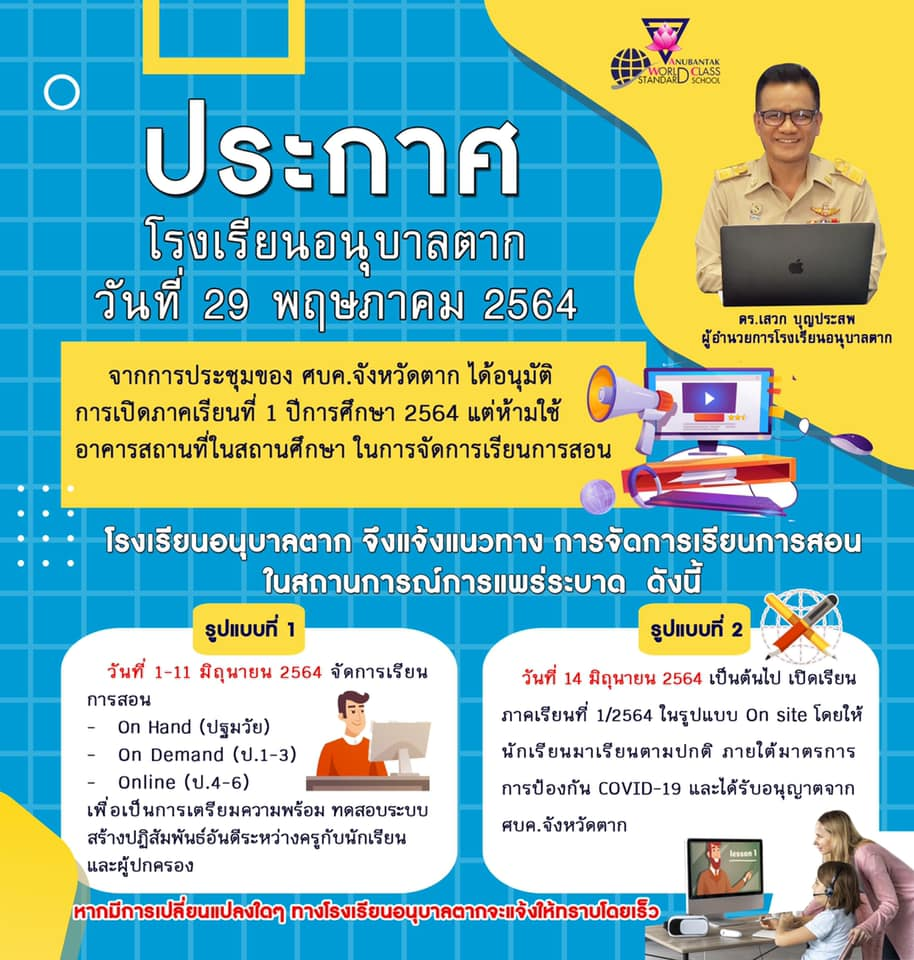 ANUBANTAK
WORLD CLASS
STANDARD SCHOOL
ประกาศ
โรงเรียนอนุบาลตาก
วันที่ 29 พฤษภาคม 2564
ดร.เสวก บุญประสพ
ผู้อำนวยการโรงเรียนอนุบาลตาก
จากการประชุมของ ศบค.จังหวัดตาก ได้อนุมัติ
การเปิดภาคเรียนที่ 1 ปีการศึกษา 2564 แต่ห้ามใช้
อาคารสถานที่ในสถานศึกษา ในการจัดการเรียนการสอน
โรงเรียนอนุบาลตาก จึงแจ้งแนวทาง การจัดการเรียนการสอน
ในสถานการณ์การแพร่ระบาด ดังนี้
รูปแบบที่ 1
วันที่ 1-11 มิถุนายน 2564 จัดการเรียน
การสอน
- On Hand (ปฐมวัย)
- On Demand (ป.1-3)
- Online (ป.4-6)
เพื่อเป็นการเตรียมความพร้อม ทดสอบระบบ
สร้างปฏิสัมพันธ์อันดีระหว่างครูกับนักเรียน
และผู้ปกครอง
รูปแบบที่ 2
วันที่ 14 มิถุนายน 2564 เป็นต้นไป เปิดเรียน
ภาคเรียนที่ 1/2564 ในรูปแบบ On site โดยให้
นักเรียนมาเรียนตามปกติ ภายใต้มาตรการ
การป้องกัน COVID-19 และได้รับอนุญาตจาก
ศบค.จังหวัดตาก
lesson 1
หากมีการเปลี่ยนแปลงใดๆ ทางโรงเรียนอนุบาลตากจะแจ้งให้ทราบโดยเร็ว